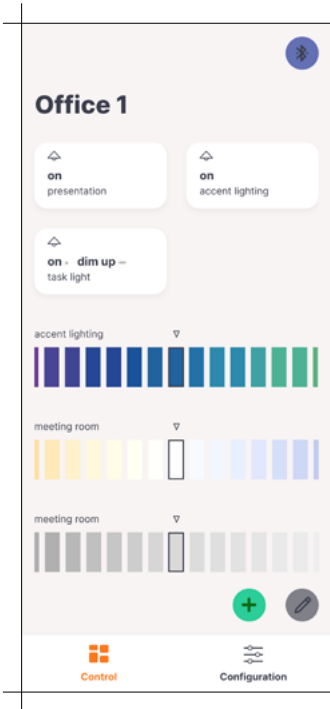 Office 1
on
presentation
on
accent lighting
on - dim up –
task light
accent lighting
meeting room
meeting room
Control
Configuration